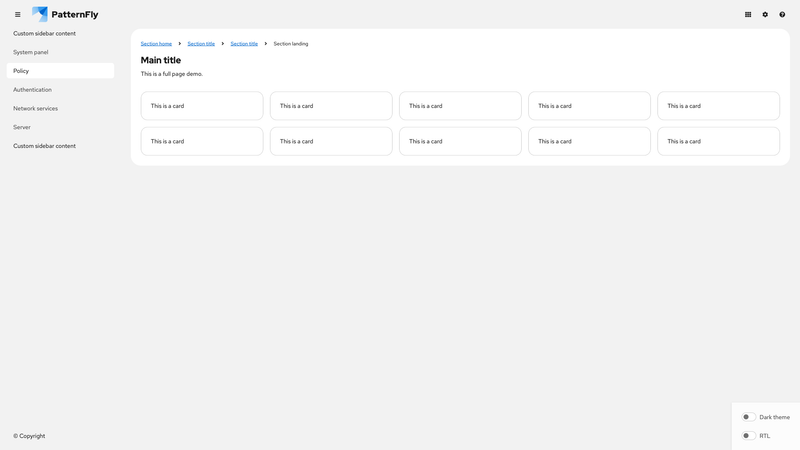 PatternFly
Custom sidebar content
System panel
Policy
Authentication
Network services
Server
Custom sidebar content
© Copyright
Section home > Section title > Section title > Section landing
Main title
This is a full page demo.
This is a card This is a card This is a card This is a card This is a card
This is a card This is a card This is a card This is a card This is a card
Dark theme
RTL